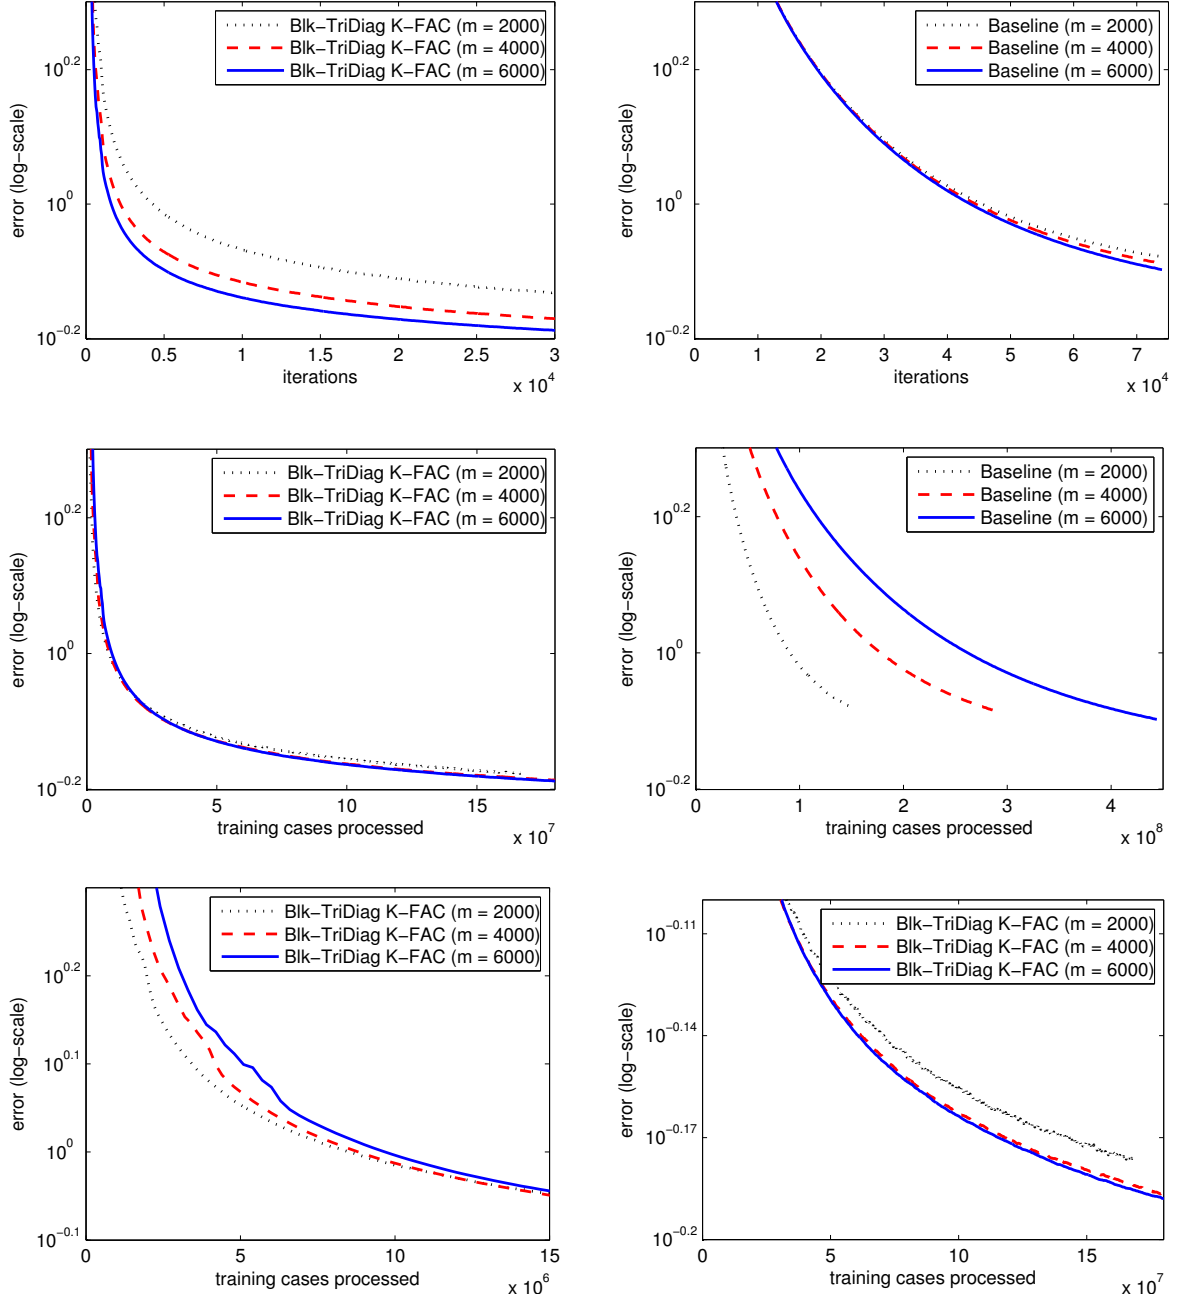 error (log−scale)
10^0.2
10^0
10^−0.2
Blk−TriDiag K−FAC (m = 2000)
Blk−TriDiag K−FAC (m = 4000)
Blk−TriDiag K−FAC (m = 6000)
0 0.5 1 1.5 2 2.5 3
iterations
x 10^4
error (log−scale)
10^0.2
10^0
10^−0.2
Baseline (m = 2000)
Baseline (m = 4000)
Baseline (m = 6000)
0 1 2 3 4 5 6 7
iterations
x 10^4
error (log−scale)
10^0.2
10^0
10^−0.2
Blk−TriDiag K−FAC (m = 2000)
Blk−TriDiag K−FAC (m = 4000)
Blk−TriDiag K−FAC (m = 6000)
0 5 10 15
training cases processed
x 10^7
error (log−scale)
10^0.2
10^0
10^−0.2
Baseline (m = 2000)
Baseline (m = 4000)
Baseline (m = 6000)
0 1 2 3 4
training cases processed
x 10^8
error (log−scale)
10^0.2
10^0.1
10^0
10^−0.1
Blk−TriDiag K−FAC (m = 2000)
Blk−TriDiag K−FAC (m = 4000)
Blk−TriDiag K−FAC (m = 6000)
0 5 10 15
training cases processed
x 10^6
error (log−scale)
10^−0.11
10^−0.14
10^−0.17
10^−0.2
Blk−TriDiag K−FAC (m = 2000)
Blk−TriDiag K−FAC (m = 4000)
Blk−TriDiag K−FAC (m = 6000)
0 5 10 15
training cases processed
x 10^7